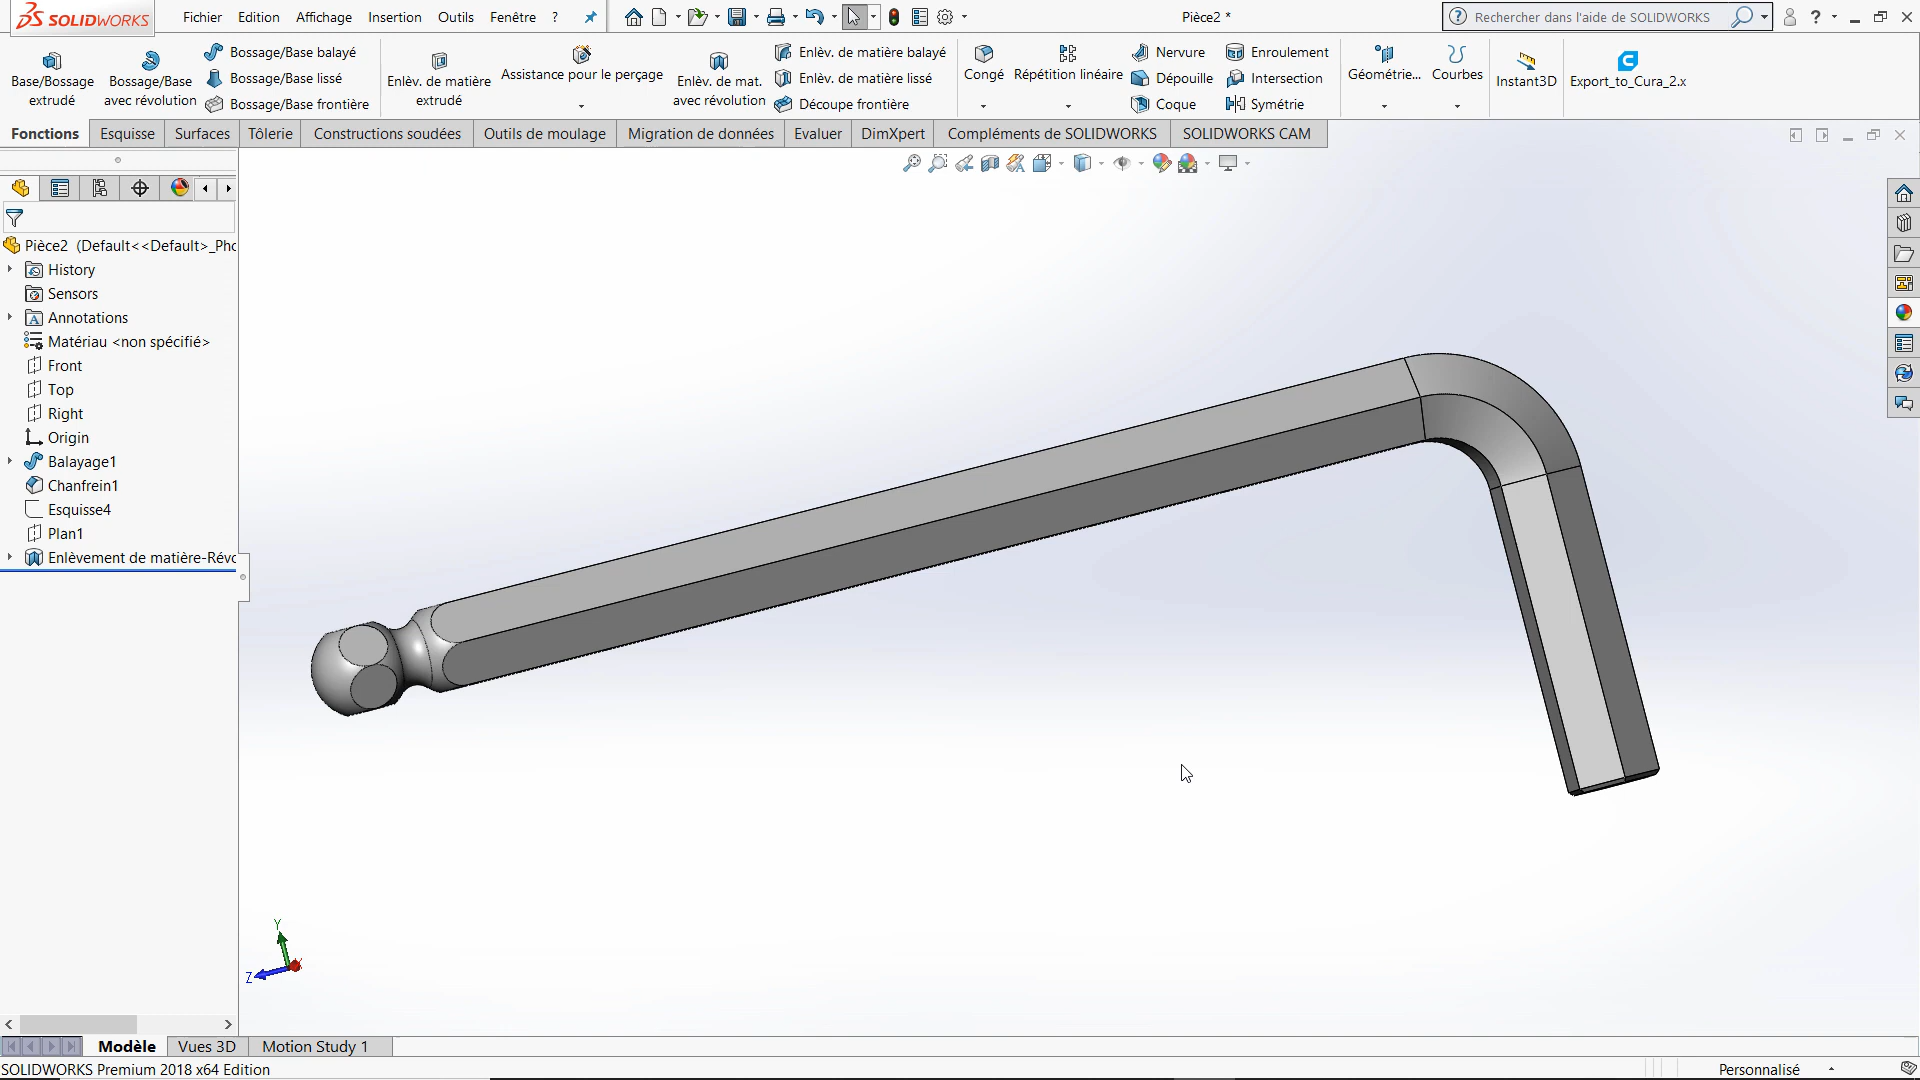 SOLIDWORKS
Fichier Edition Affichage Insertion Outils Fenêtre ?
Pièce2 *
Rechercher dans l'aide de SOLIDWORKS
?
Base/Bossage extrudé
Bossage/Base avec révolution
Bossage/Base balayé
Bossage/Base lissé
Bossage/Base frontière
Enlèv. de matière extrudé
Assistance pour le perçage
Enlèv. de mat. avec révolution
Enlèv. de matière balayé
Enlèv. de matière lissé
Découpe frontière
Congé
Répétition linéaire
Nervure
Dépouille
Coque
Enroulement
Intersection
Symétrie
Géométrie...
Courbes
Instant3D
Export_to_Cura_2.x
Fonctions Esquisse Surfaces Tôlerie Constructions soudées Outils de moulage Migration de données Evaluer DimXpert Compléments de SOLIDWORKS SOLIDWORKS CAM
Pièce2 (Default<<Default>_Pho
History
Sensors
Annotations
Matériau <non spécifié>
Front
Top
Right
Origin
Balayage1
Chanfrein1
Esquisse4
Plan1
Enlèvement de matière-Révo
Y
Z
X
Modèle Vues 3D Motion Study 1
SOLIDWORKS Premium 2018 x64 Edition
Personnalisé